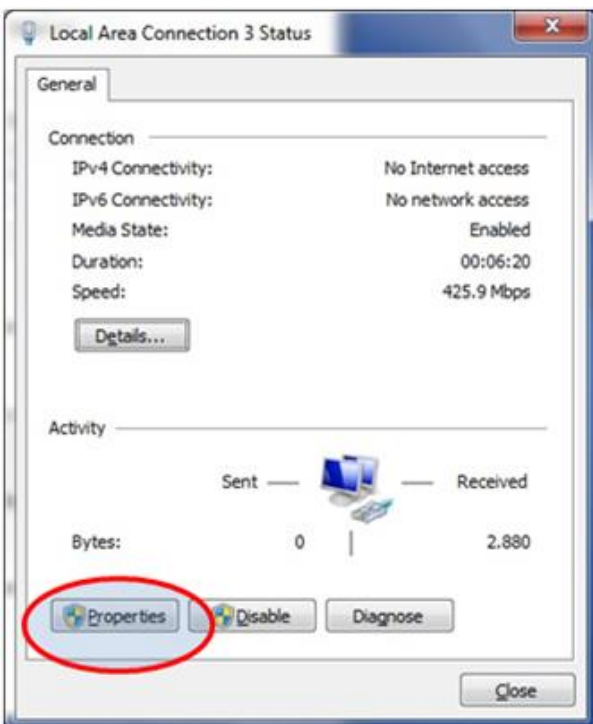 Local Area Connection 3 Status
General
Connection
IPv4 Connectivity: No Internet access
IPv6 Connectivity: No network access
Media State: Enabled
Duration: 00:06:20
Speed: 425.9 Mbps
Details...
Activity
Sent Received
Bytes: 0 2.880
Properties Disable Diagnose
Close